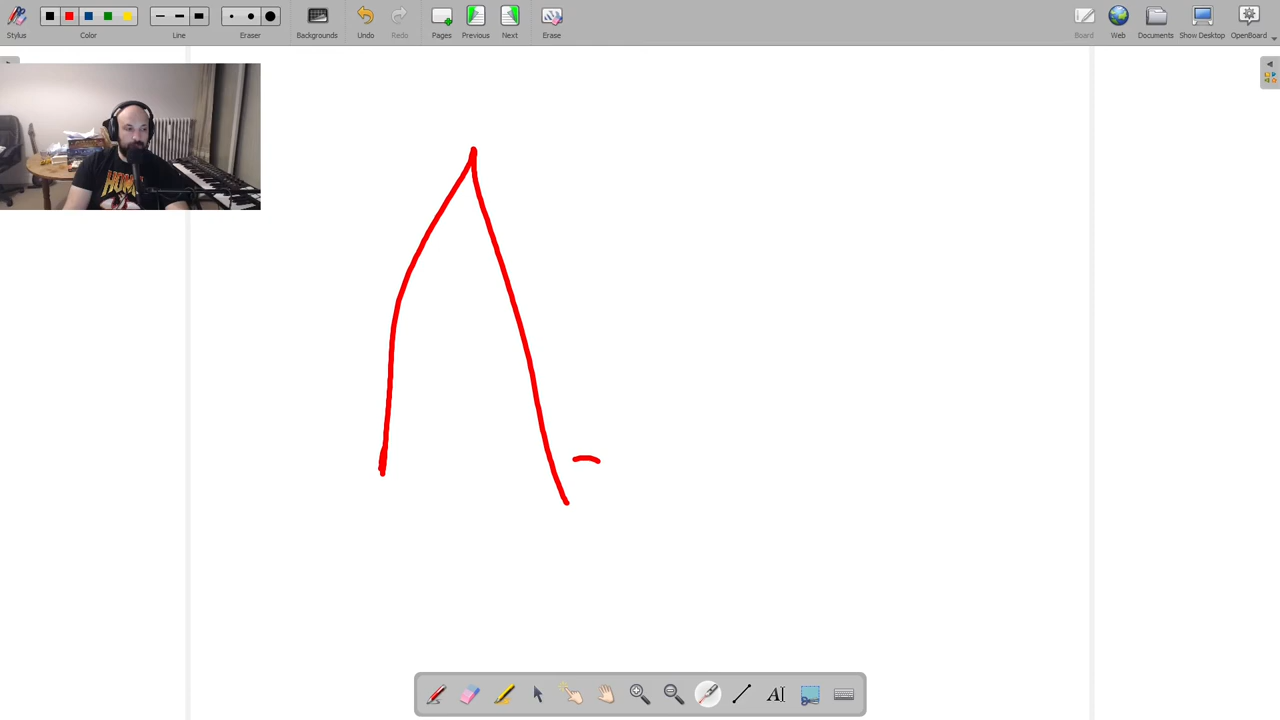 Stylus
Color
Line
Eraser
Backgrounds
Undo
Redo
Pages
Previous
Next
Erase
Board
Web
Documents
Show Desktop
OpenBoard